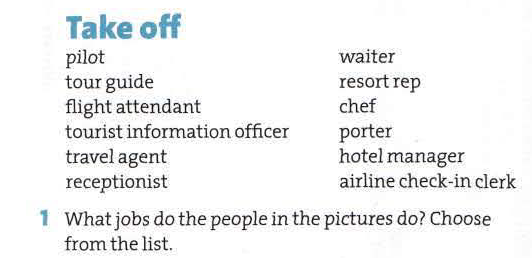 Take off
pilot
tour guide
flight attendant
tourist information officer
travel agent
receptionist
waiter
resort rep
chef
porter
hotel manager
airline check-in clerk
1 What jobs do the people in the pictures do? Choose
from the list.